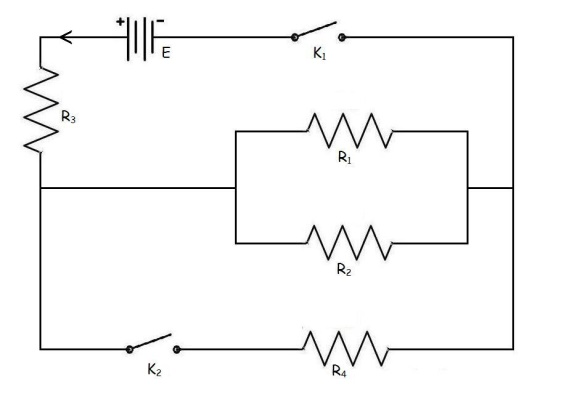 + -
E
K₁
R₃
R₁
R₂
K₂
R₄